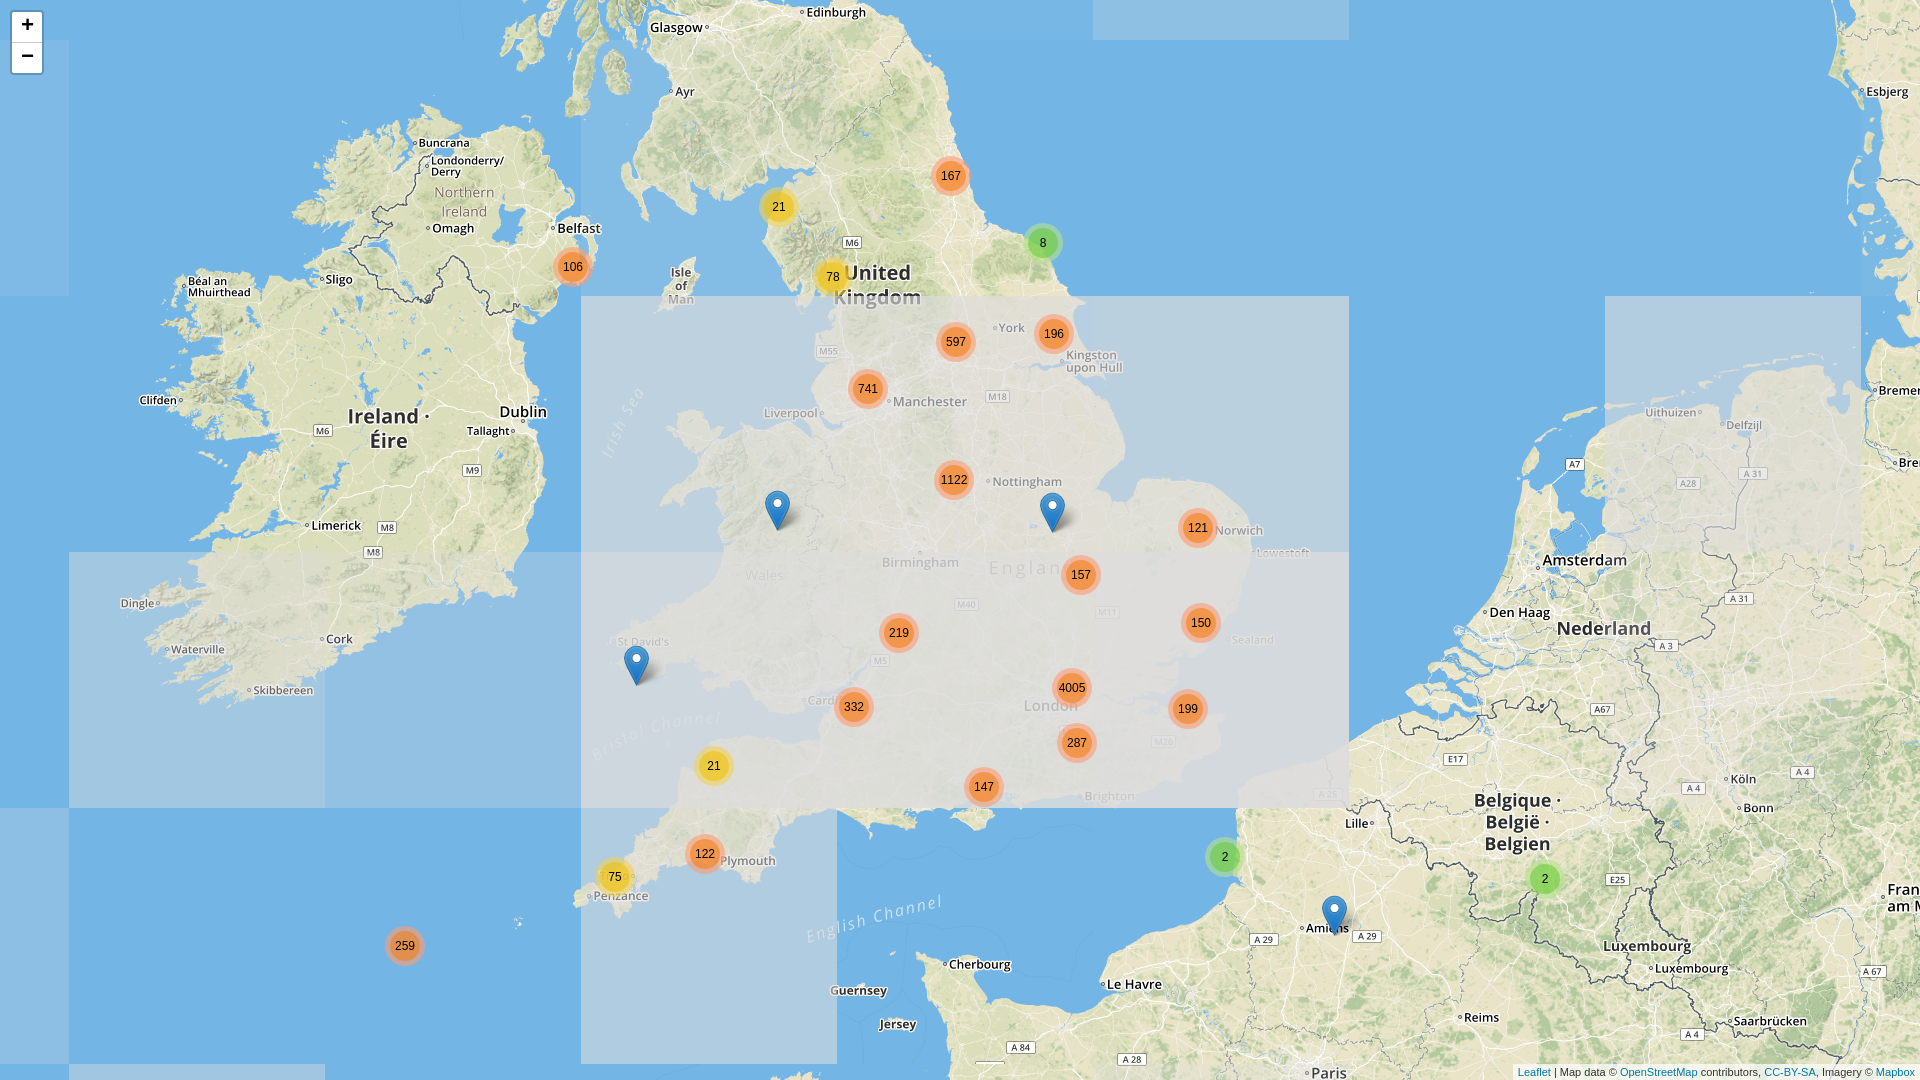 +
−
Edinburgh
Glasgow
Ayr
Esbjerg
Buncrana
Londonderry/
Derry
Northern
Ireland
Omagh
Belfast
167
21
M6
8
106
78
United
Kingdom
Isle
of
Man
Sligo
Béal an
Mhuirthead
York
196
597
M55
Kingston
upon Hull
741
Manchester
M18
Liverpool
Irish Sea
Clifden
Dublin
Ireland ·
Éire
M6
Tallaght
M9
Uithuizen
Delfzijl
Bremer
A7
A 31
A28
Bre
1122
Nottingham
Limerick
M8
M8
121
Norwich
Lowestoft
Birmingham
Wales
Englan
157
Amsterdam
A 31
Dingle
M40
M11
Den Haag
Nederland
219
150
Sealand
St David's
M5
Cork
Waterville
A 3
Skibbereen
4005
London
199
Cardi
332
A67
Bristol Channel
287
M20
E17
21
147
Brighton
A 25
Köln
A 4
A 4
Bonn
Belgique ·
België ·
Belgien
Lille
122
Plymouth
2
75
Penzance
2
E25
Fran
am M
English Channel
Amiens
A 29
A 29
259
Luxembourg
Luxembourg
A 67
Cherbourg
Le Havre
Guernsey
Jersey
Reims
Saarbrücken
A 4
A 84
A 28
Paris
Leaflet | Map data © OpenStreetMap contributors, CC-BY-SA, Imagery © Mapbox